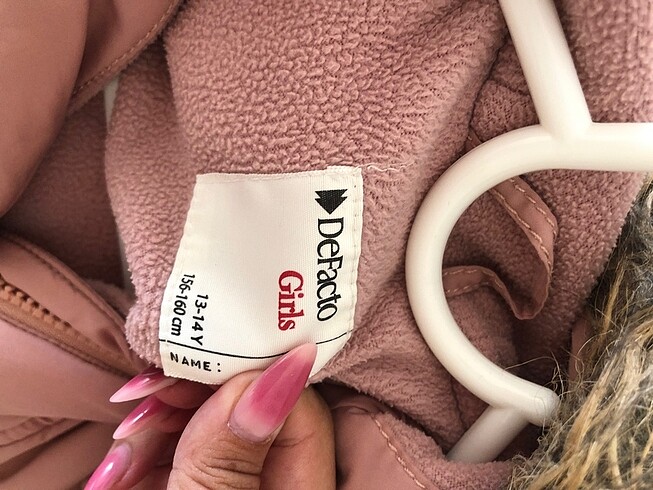 DeFacto
Girls
13-14 Y
156-160 cm
NAME: